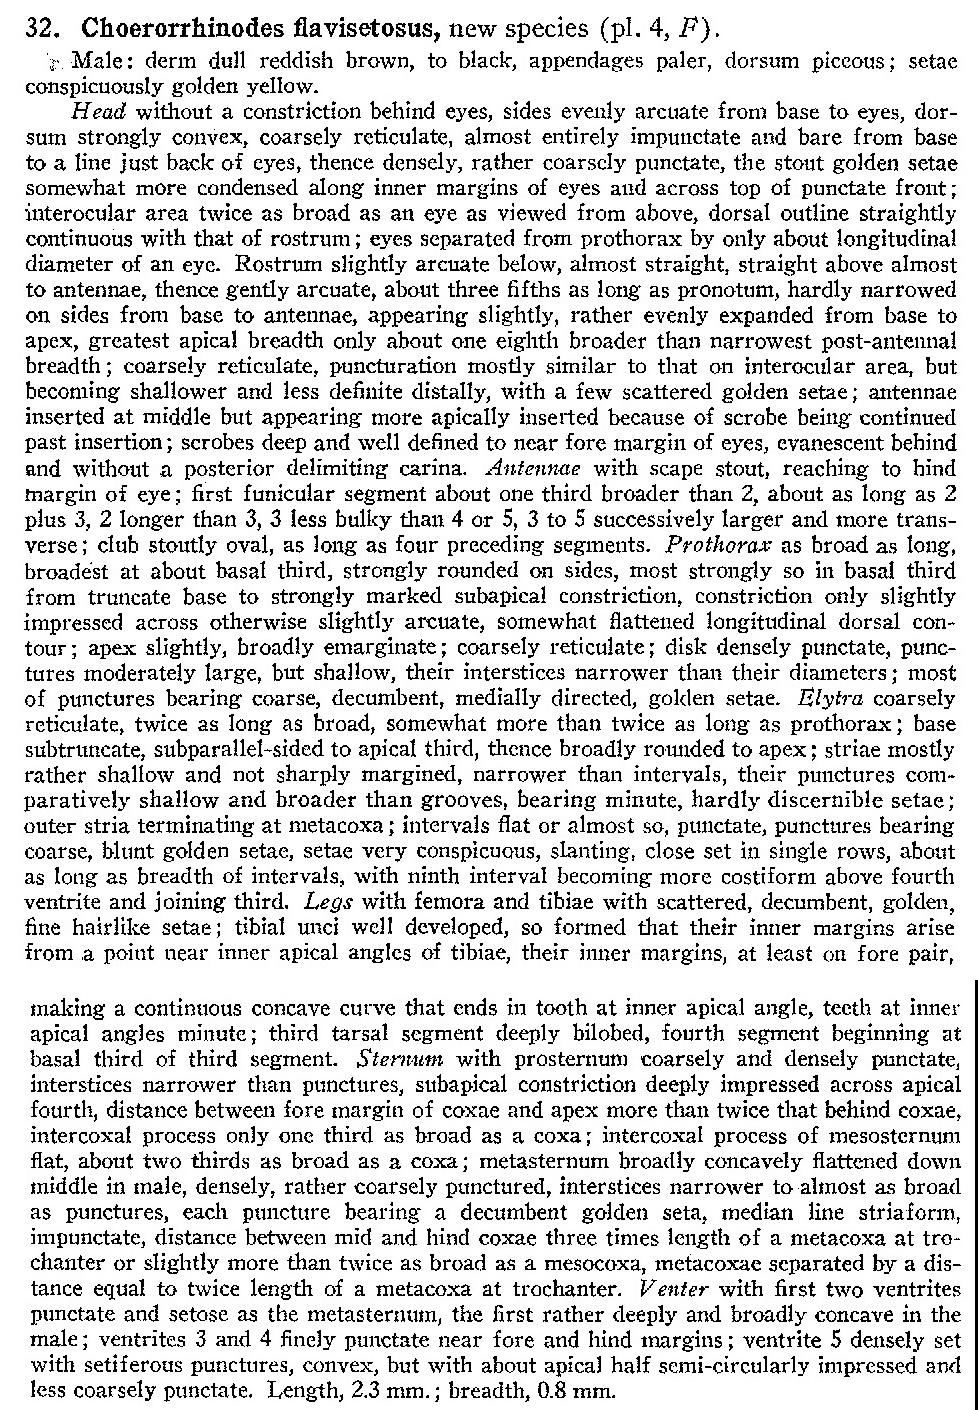 32. Choerorrhinodes flavisetosus, new species (pl. 4, F).
Male: derm dull reddish brown, to black, appendages paler, dorsum piceous; setae
conspicuously golden yellow.
Head without a constriction behind eyes, sides evenly arcuate from base to eyes, dor-
sum strongly convex, coarsely reticulate, almost entirely impunctate and bare from base
to a line just back of eyes, thence densely, rather coarsely punctate, the stout golden setae
somewhat more condensed along inner margins of eyes and across top of punctate front;
interocular area twice as broad as an eye as viewed from above, dorsal outline straightly
continuous with that of rostrum; eyes separated from prothorax by only about longitudinal
diameter of an eye. Rostrum slightly arcuate below, almost straight, straight above almost
to antennae, thence gently arcuate, about three fifths as long as pronotum, hardly narrowed
on sides from base to antennae, appearing slightly, rather evenly expanded from base to
apex, greatest apical breadth only about one eighth broader than narrowest post-antennal
breadth; coarsely reticulate, puncturation mostly similar to that on interocular area, but
becoming shallower and less definite distally, with a few scattered golden setae; antennae
inserted at middle but appearing more apically inserted because of scrobe being continued
past insertion; scrobes deep and well defined to near fore margin of eyes, evanescent behind
and without a posterior delimiting carina. Antennae with scape stout, reaching to hind
margin of eye; first funicular segment about one third broader than 2, about as long as 2
plus 3, 2 longer than 3, 3 less bulky than 4 or 5, 3 to 5 successively larger and more trans-
verse; club stoutly oval, as long as four preceding segments. Prothorax as broad as long,
broadest at about basal third, strongly rounded on sides, most strongly so in basal third
from truncate base to strongly marked subapical constriction, constriction only slightly
impressed across otherwise slightly arcuate, somewhat flattened longitudinal dorsal con-
tour; apex slightly, broadly emarginate; coarsely reticulate; disk densely punctate, punc-
tures moderately large, but shallow, their interstices narrower than their diameters; most
of punctures bearing coarse, decumbent, medially directed, golden setae. Elytra coarsely
reticulate, twice as long as broad, somewhat more than twice as long as prothorax; base
subtruncate, subparallel-sided to apical third, thence broadly rounded to apex; striae mostly
rather shallow and not sharply margined, narrower than intervals, their punctures com-
paratively shallow and broader than grooves, bearing minute, hardly discernible setae;
outer stria terminating at metacoxa; intervals flat or almost so, punctate, punctures bearing
coarse, blunt golden setae, setae very conspicuous, slanting, close set in single rows, about
as long as breadth of intervals, with ninth interval becoming more costiform above fourth
ventrite and joining third. Legs with femora and tibiae with scattered, decumbent, golden,
fine hairlike setae; tibial unci well developed, so formed that their inner margins arise
from a point near inner apical angles of tibiae, their inner margins, at least on fore pair,
making a continuous concave curve that ends in tooth at inner apical angle, teeth at inner
apical angles minute; third tarsal segment deeply bilobed, fourth segment beginning at
basal third of third segment. Sternum with prosternum coarsely and densely punctate,
interstices narrower than punctures, subapical constriction deeply impressed across apical
fourth, distance between fore margin of coxae and apex more than twice that behind coxae,
intercoxal process only one third as broad as a coxa; intercoxal process of mesosternum
flat, about two thirds as broad as a coxa; metasternum broadly concavely flattened down
middle in male, densely, rather coarsely punctured, interstices narrower to almost as broad
as punctures, each puncture bearing a decumbent golden seta, median line striaform,
impunctate, distance between mid and hind coxae three times length of a metacoxa at tro-
chanter or slightly more than twice as broad as a mesocoxa, metacoxae separated by a dis-
tance equal to twice length of a metacoxa at trochanter. Venter with first two ventrites
punctate and setose as the metasternum, the first rather deeply and broadly concave in the
male; ventrites 3 and 4 finely punctate near fore and hind margins; ventrite 5 densely set
with setiferous punctures, convex, but with about apical half semi-circularly impressed and
less coarsely punctate. Length, 2.3 mm.; breadth, 0.8 mm.